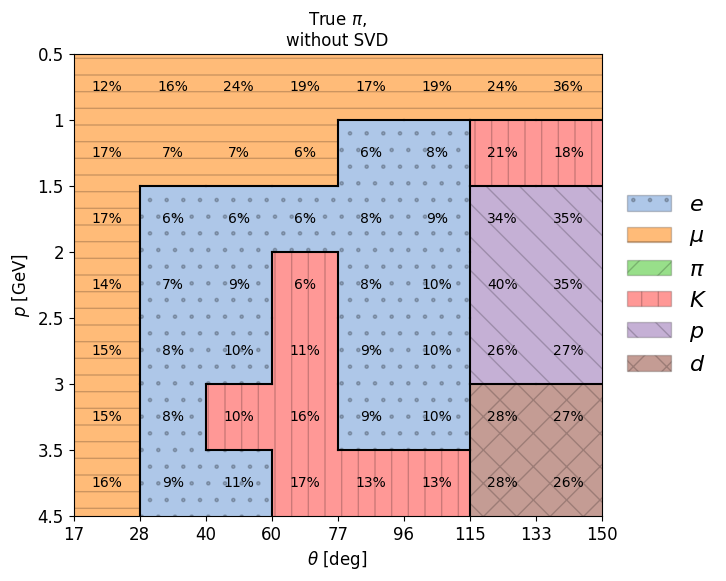 True π,
without SVD
0.5
12% 16% 24% 19% 17% 19% 24% 36%
1
17% 7% 7% 6% 6% 8% 21% 18%
1.5
17% 6% 6% 6% 8% 9% 34% 35%
2
14% 7% 9% 6% 8% 10% 40% 35%
2.5
15% 8% 10% 11% 9% 10% 26% 27%
3
15% 8% 10% 16% 9% 10% 28% 27%
3.5
16% 9% 11% 17% 13% 13% 28% 26%
4.5
p [GeV]
17 28 40 60 77 96 115 133 150
θ [deg]
e
μ
π
K
p
d